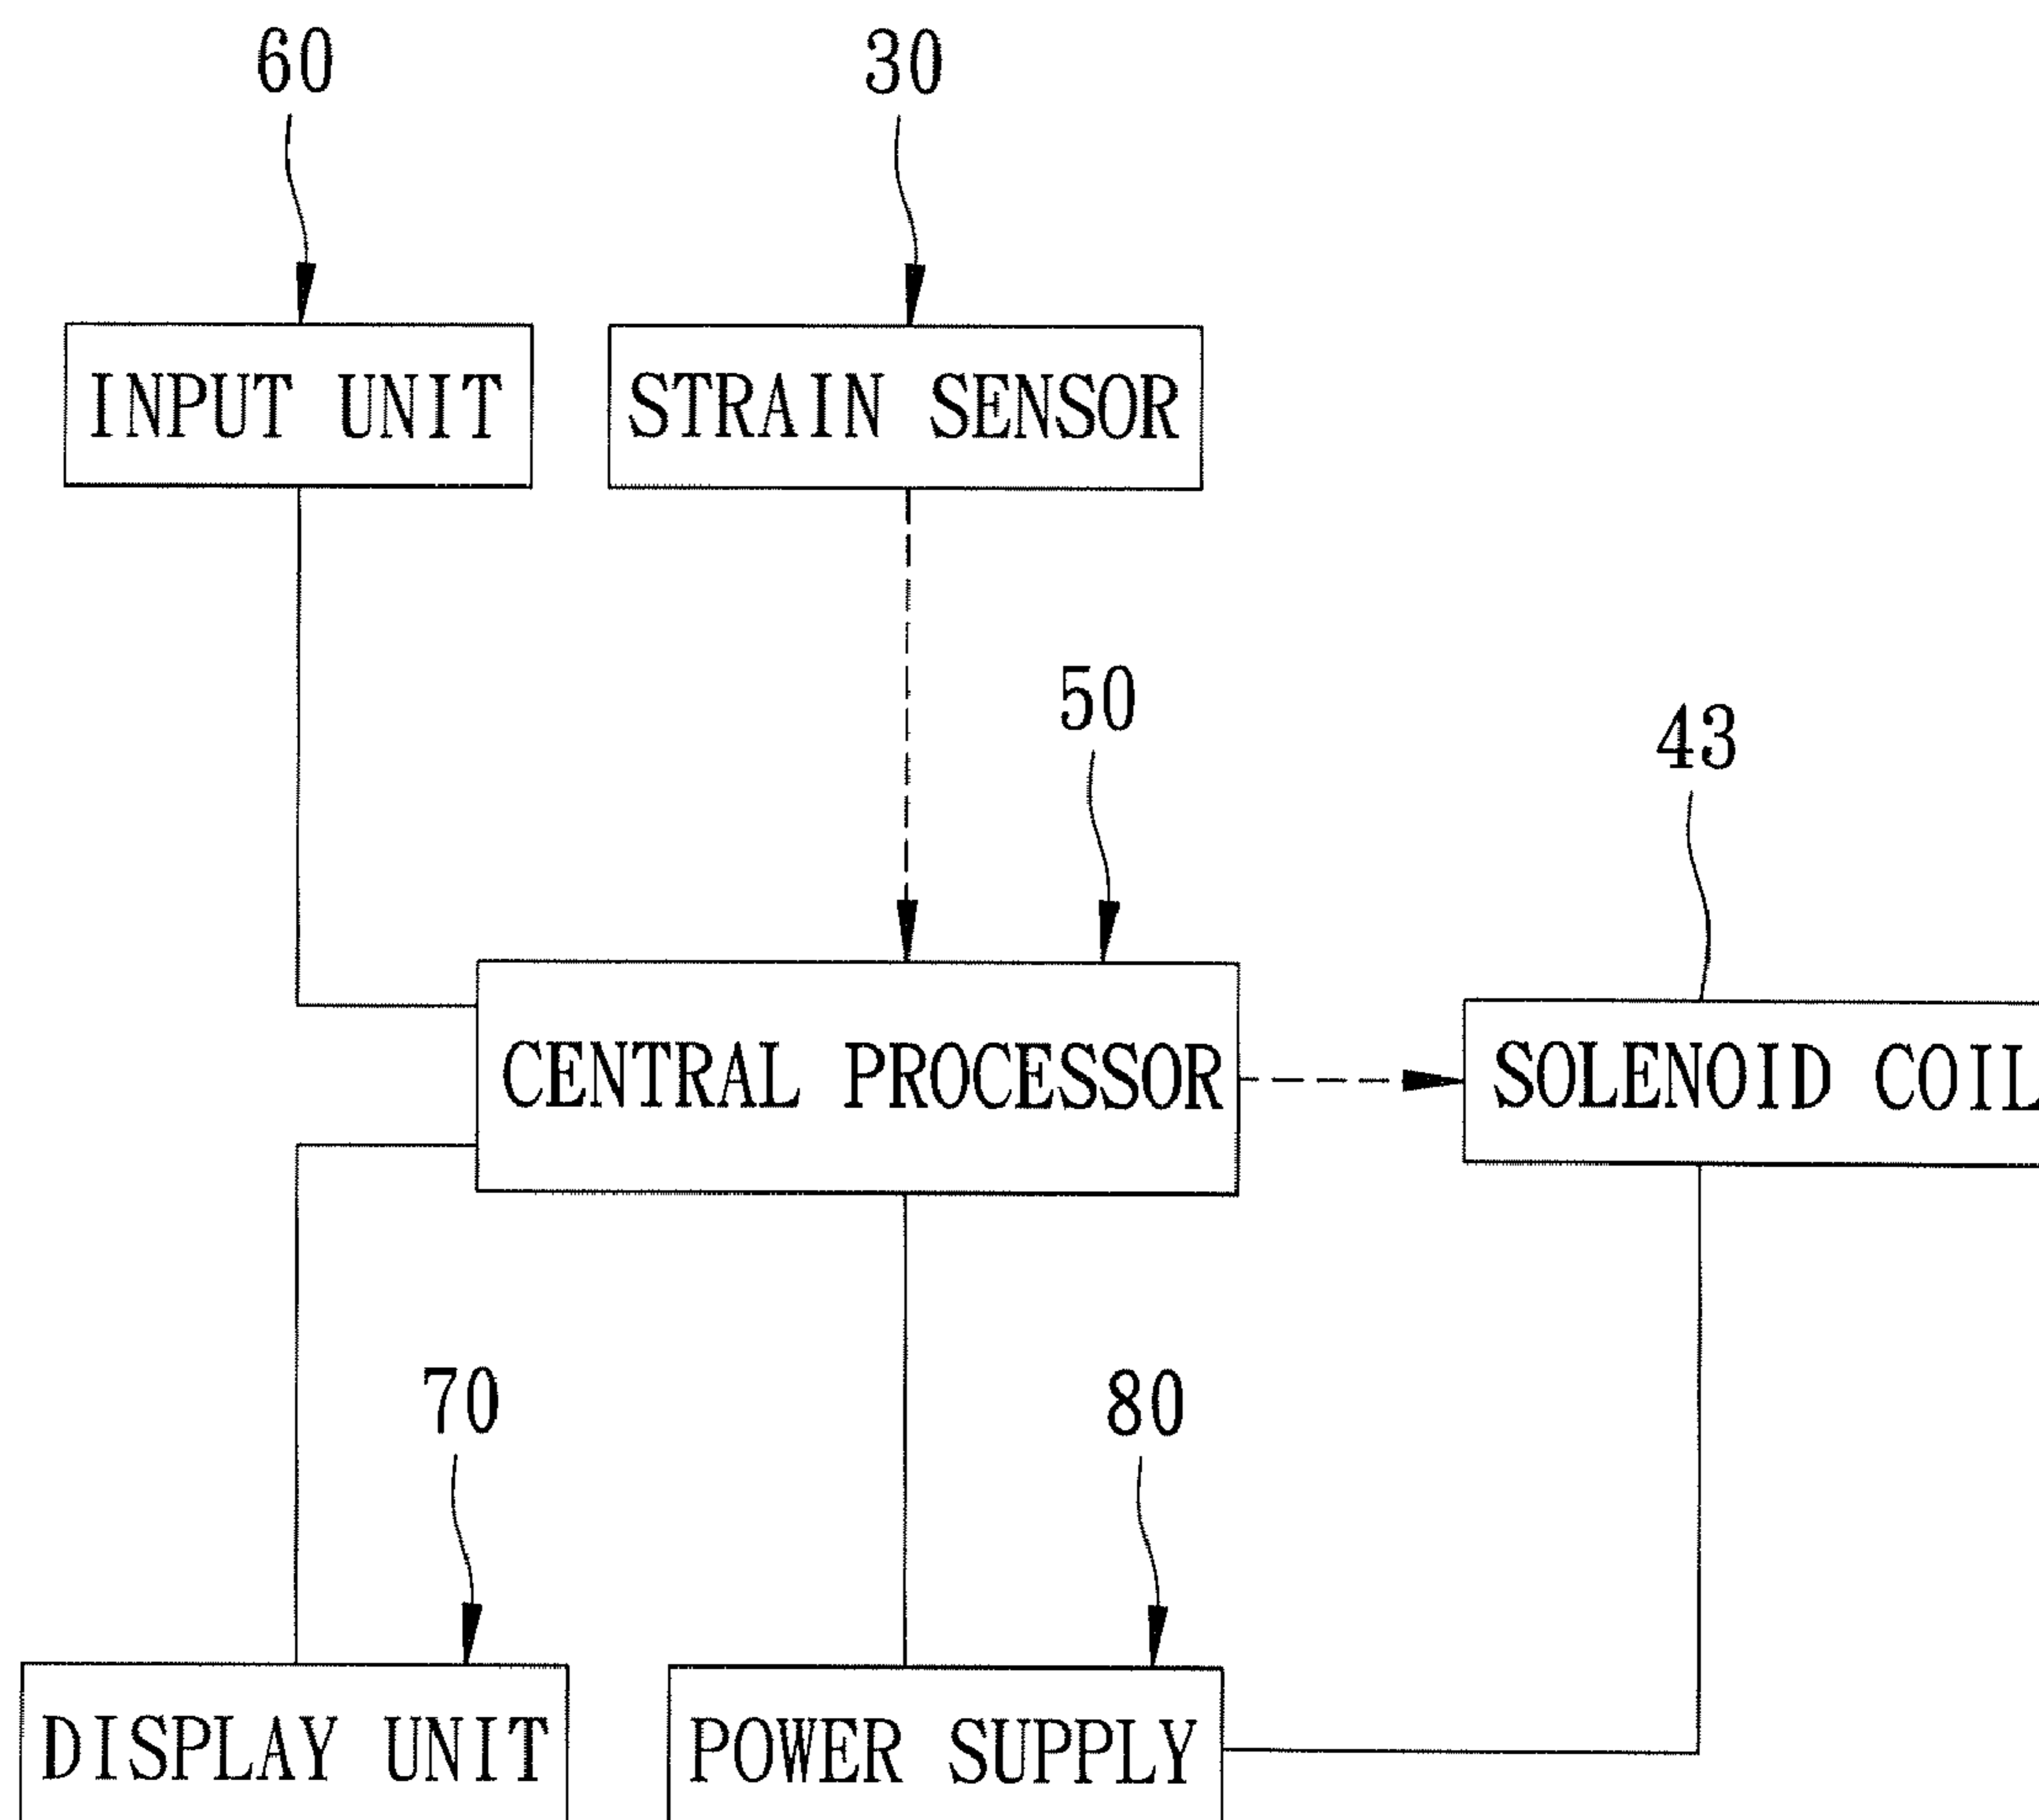 60
30
INPUT UNIT
STRAIN SENSOR
50
43
CENTRAL PROCESSOR
SOLENOID COIL
70
80
DISPLAY UNIT
POWER SUPPLY